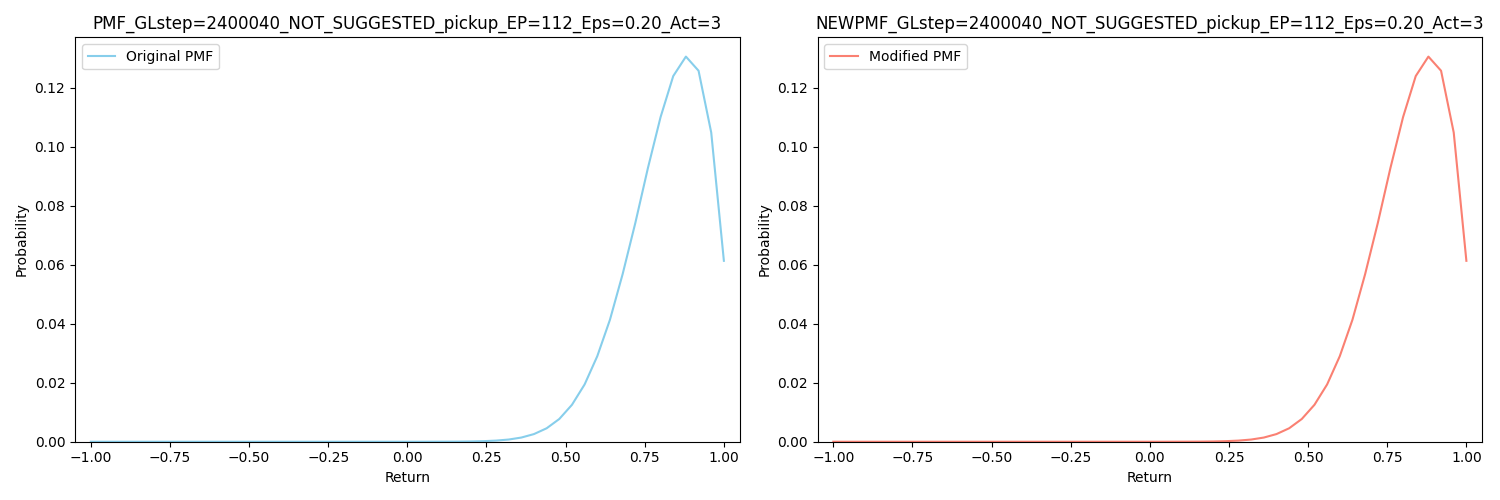 PMF_GLstep=2400040_NOT_SUGGESTED_pickup_EP=112_Eps=0.20_Act=3
Original PMF
Probability
0.12
0.10
0.08
0.06
0.04
0.02
0.00
−1.00 −0.75 −0.50 −0.25 0.00 0.25 0.50 0.75 1.00
Return
NEWPMF_GLstep=2400040_NOT_SUGGESTED_pickup_EP=112_Eps=0.20_Act=3
Modified PMF
Probability
0.12
0.10
0.08
0.06
0.04
0.02
0.00
−1.00 −0.75 −0.50 −0.25 0.00 0.25 0.50 0.75 1.00
Return